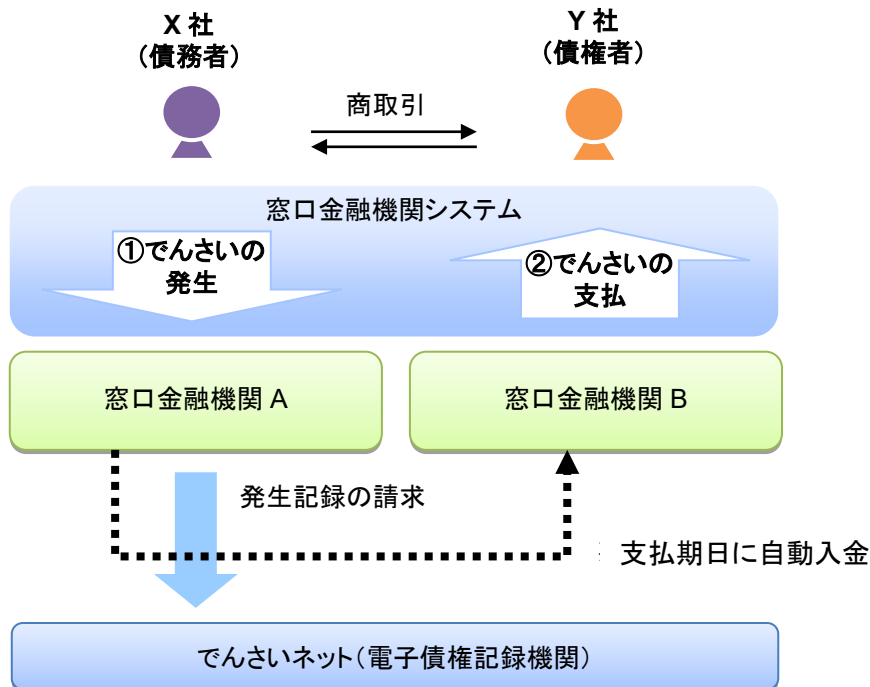 X 社
（債務者）
Y 社
（債権者）
商取引
窓口金融機関システム
①でんさいの
発生
②でんさいの
支払
窓口金融機関 A
窓口金融機関 B
発生記録の請求
支払期日に自動入金
でんさいネット（電子債権記録機関）